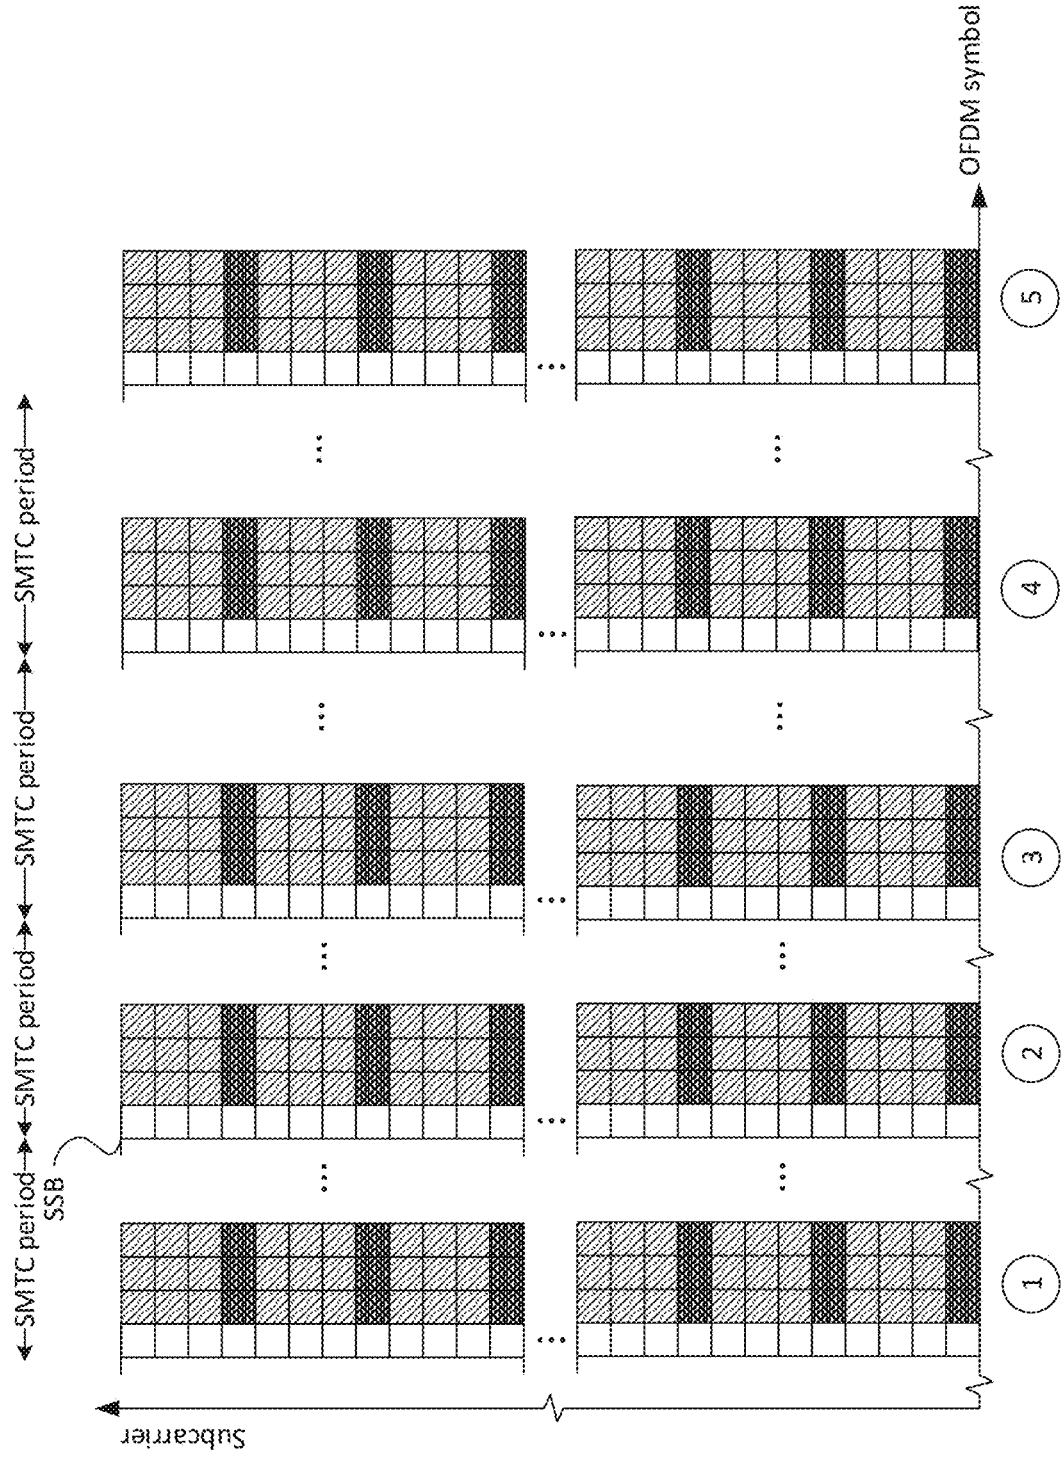 SMTC period
SMTC period
SMTC period
SMTC period
SSB
Subcarrier
OFDM symbol
1
2
3
4
5